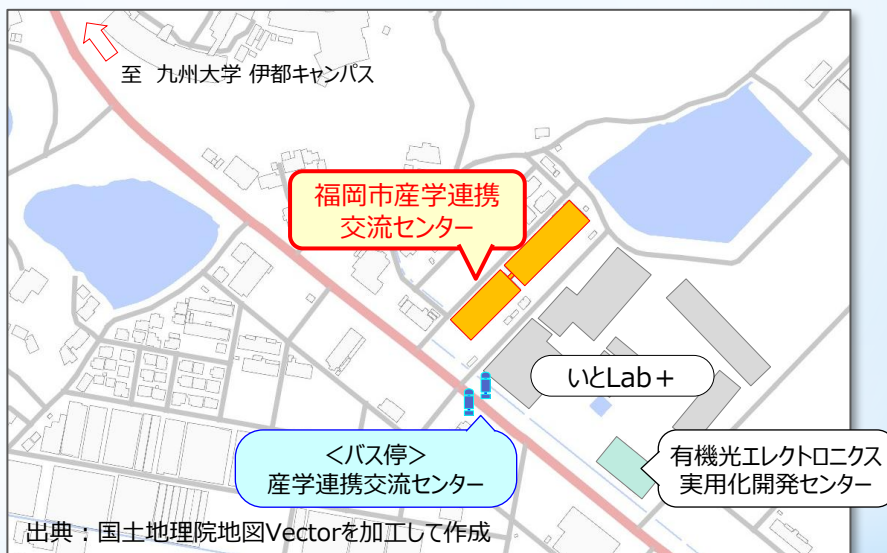 至 九州大学 伊都キャンパス
福岡市産学連携
交流センター
いとLab+
<バス停>
産学連携交流センター
有機光エレクトロニクス
実用化開発センター
出典：国土地理院地図Vectorを加工して作成